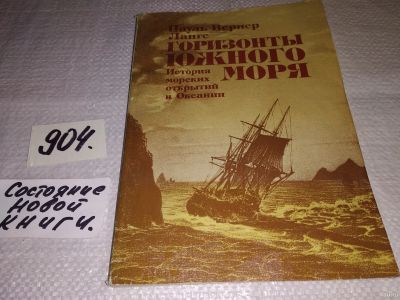 Пауль Вернер
Ланге
ГОРИЗОНТЫ
ЮЖНОГО
МОРЯ
История
морских
открытий
в Океании
904.
Состояние
Новой
книги.